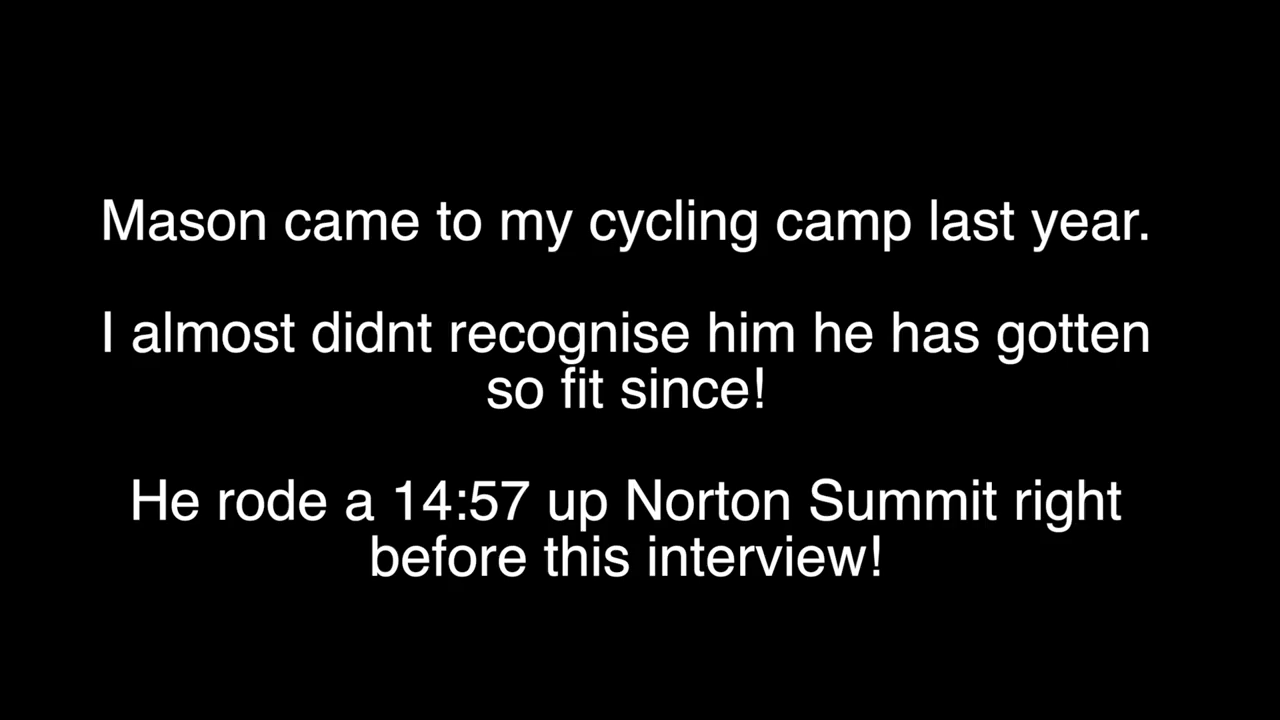 Mason came to my cycling camp last year.
I almost didnt recognise him he has gotten
so fit since!
He rode a 14:57 up Norton Summit right
before this interview!